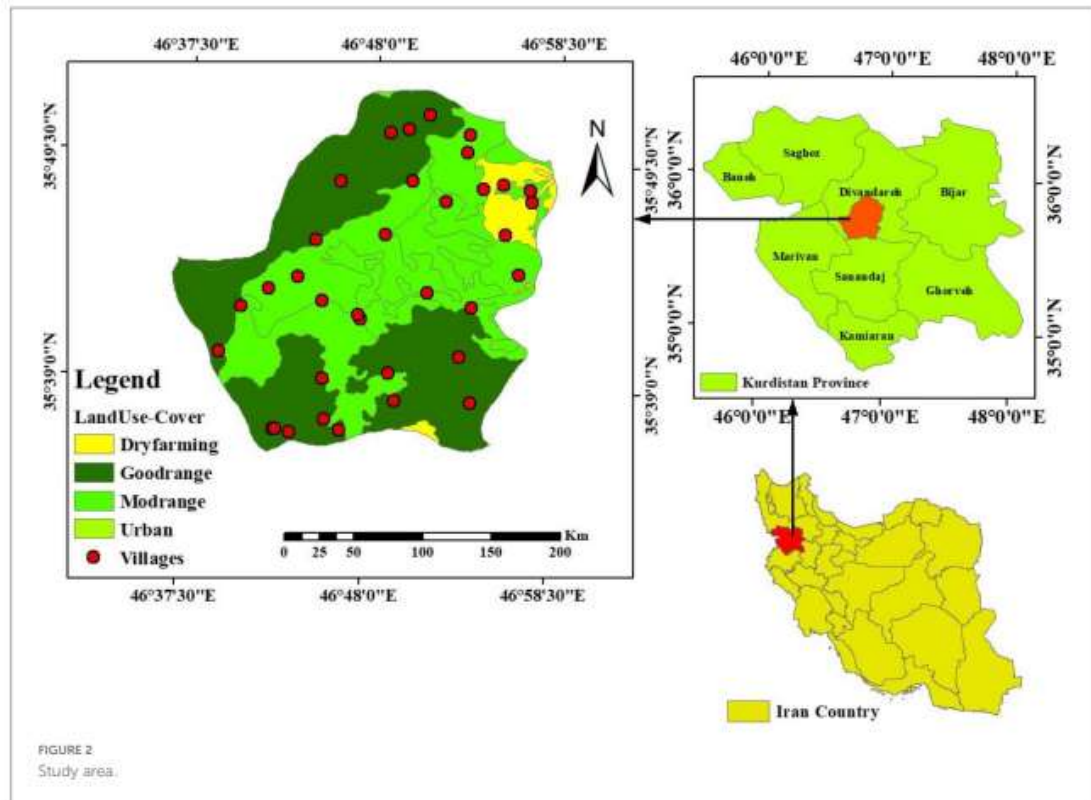 46°37'30"E 46°48'0"E 46°58'30"E
35°49'30"N
35°39'0"N
N
35°49'30"N
35°39'0"N
Legend
LandUse-Cover
Dryfarming
Goodrange
Modrange
Urban
Villages
Km
0 25 50 100 150 200
46°37'30"E 46°48'0"E 46°58'30"E
46°0'0"E 47°0'0"E 48°0'0"E
36°0'0"N
35°0'0"N
Saghez
Baneh
Divandareh
Bijar
Marivan
Sanandaj
Ghorveh
Kamiaran
36°0'0"N
35°0'0"N
Kurdistan Province
46°0'0"E 47°0'0"E 48°0'0"E
Iran Country
FIGURE 2
Study area.